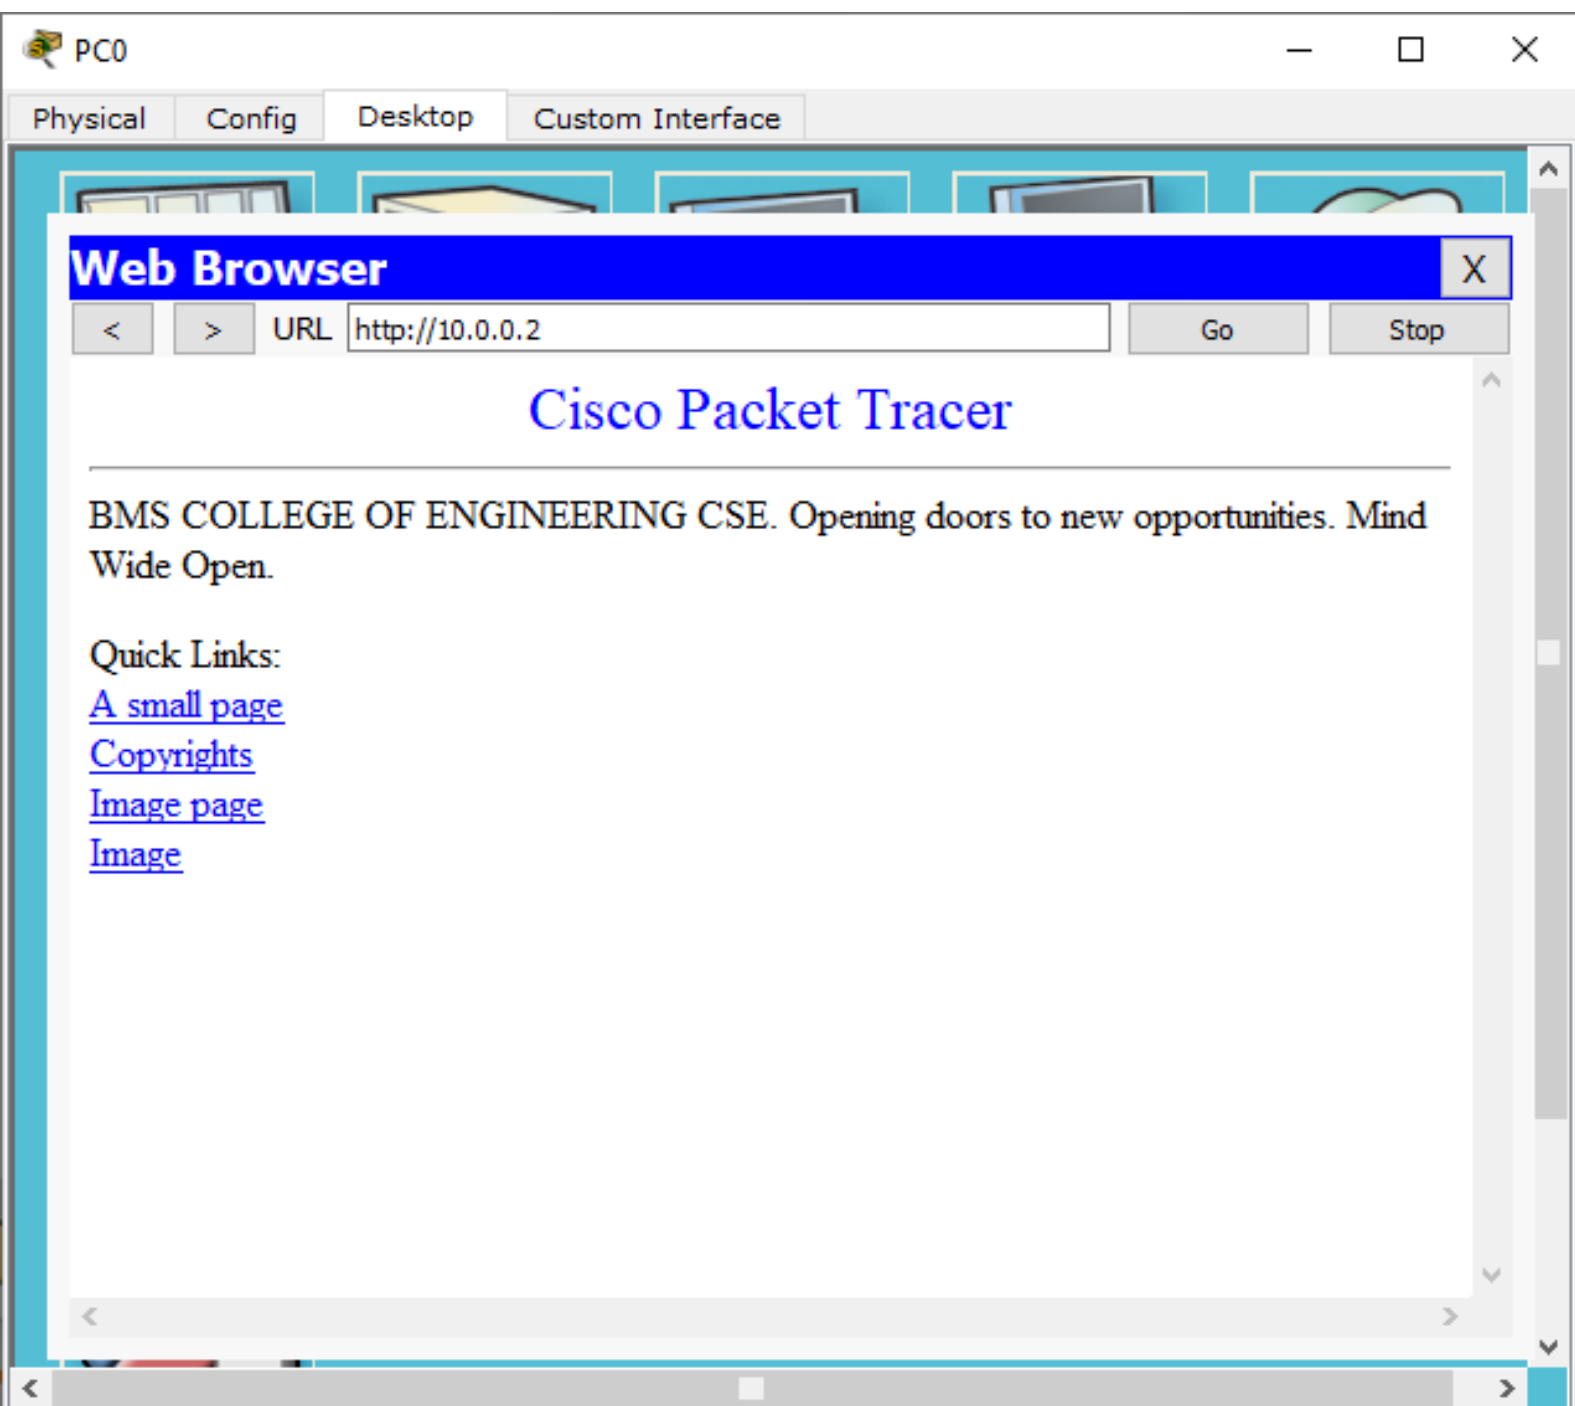 PC0
Physical Config Desktop Custom Interface
Web Browser X
< > URL http://10.0.0.2 Go Stop
Cisco Packet Tracer
BMS COLLEGE OF ENGINEERING CSE. Opening doors to new opportunities. Mind
Wide Open.
Quick Links:
A small page
Copyrights
Image page
Image